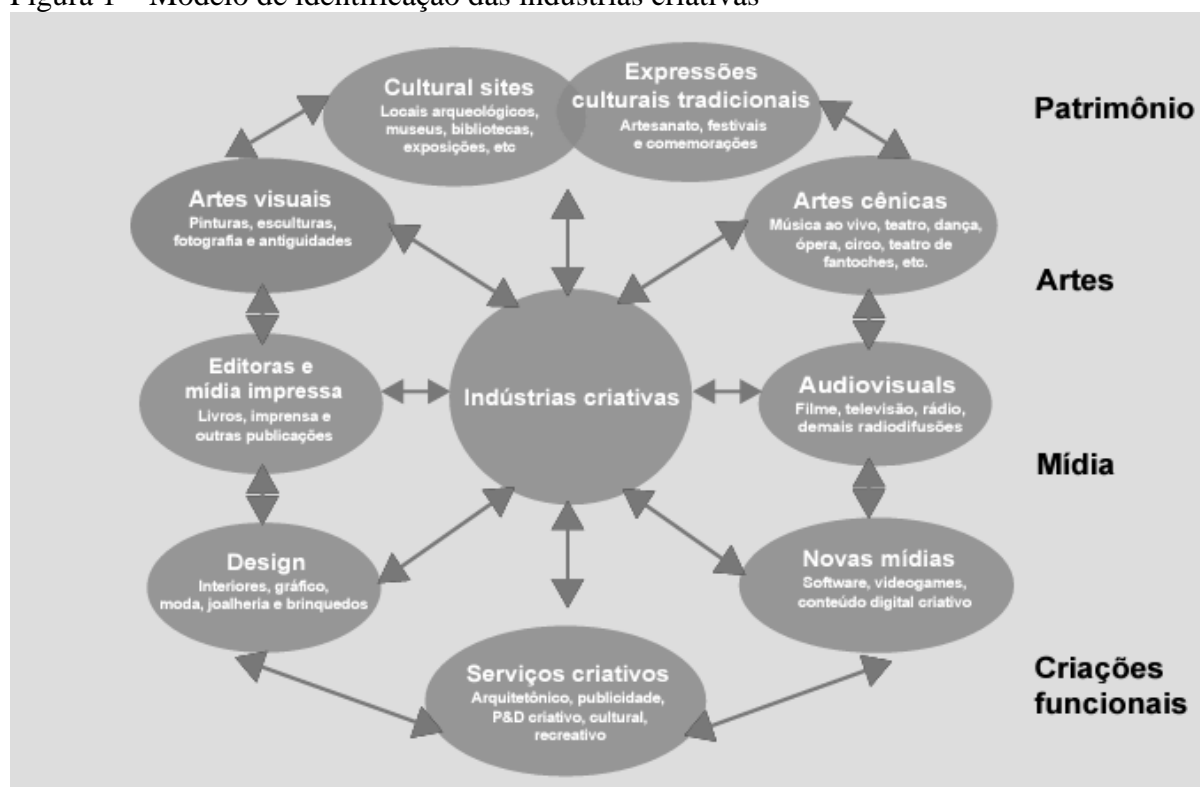 Figura 1 – Modelo de identificação das indústrias criativas
Cultural sites
Locais arqueológicos,
museus, bibliotecas,
exposições, etc
Expressões
culturais tradicionais
Artesanato, festivais
e comemorações
Patrimônio
Artes visuais
Pinturas, esculturas,
fotografia e antiguidades
Artes cênicas
Música ao vivo, teatro, dança,
ópera, circo, teatro de
fantoches, etc.
Artes
Editoras e
mídia impressa
Livros, imprensa e
outras publicações
Indústrias criativas
Audiovisuals
Filme, televisão, rádio,
demais radiodifusões
Mídia
Design
Interiores, gráfico,
moda, joalheria e brinquedos
Novas mídias
Software, videogames,
conteúdo digital criativo
Serviços criativos
Arquitetônico, publicidade,
P&D criativo, cultural,
recreativo
Criações
funcionais